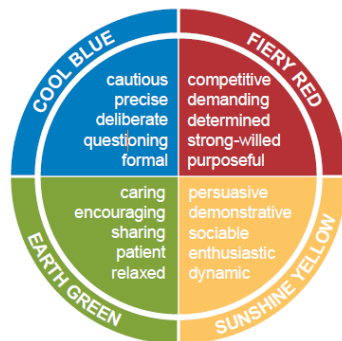 COOL BLUE
cautious
precise
deliberate
questioning
formal
FIERY RED
competitive
demanding
determined
strong-willed
purposeful
EARTH GREEN
caring
encouraging
sharing
patient
relaxed
SUNSHINE YELLOW
persuasive
demonstrative
sociable
enthusiastic
dynamic